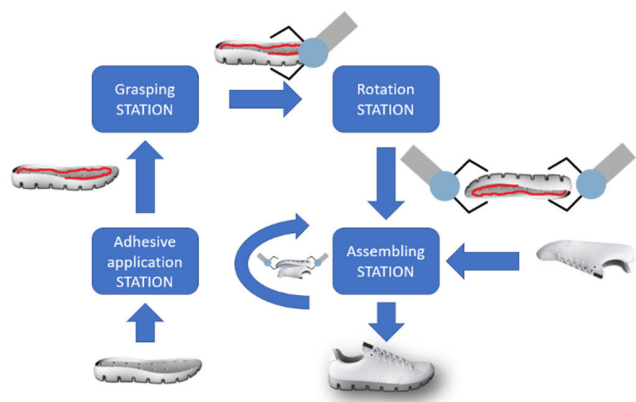 Grasping
STATION
Rotation
STATION
Adhesive
application
STATION
Assembling
STATION